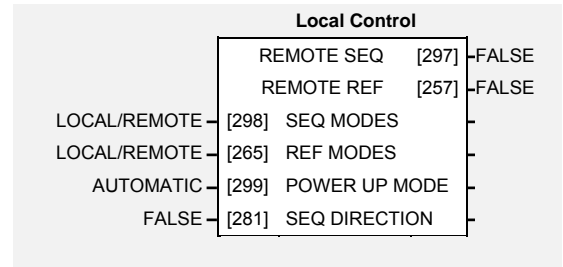 Local Control
REMOTE SEQ [297] FALSE
REMOTE REF [257] FALSE
LOCAL/REMOTE [298] SEQ MODES
LOCAL/REMOTE [265] REF MODES
AUTOMATIC [299] POWER UP MODE
FALSE [281] SEQ DIRECTION